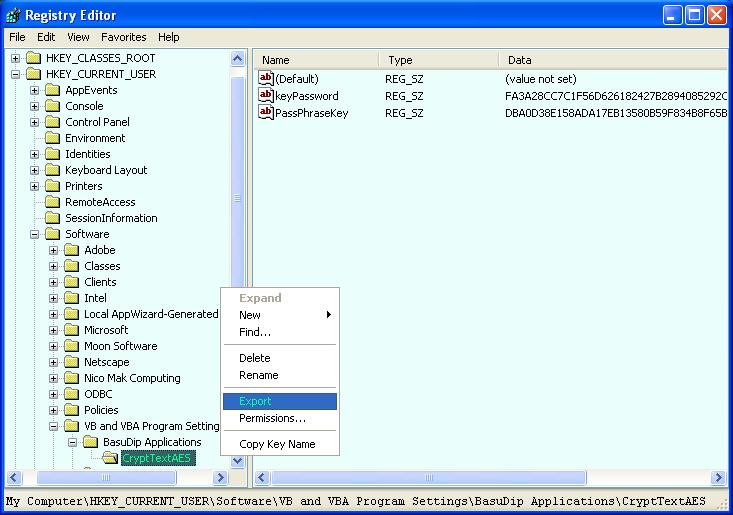 Registry Editor
File Edit View Favorites Help
HKEY_CLASSES_ROOT
HKEY_CURRENT_USER
AppEvents
Console
Control Panel
Environment
Identities
Keyboard Layout
Printers
RemoteAccess
SessionInformation
Software
Adobe
Classes
Clients
Intel
Local AppWizard-Generated
Microsoft
Moon Software
Netscape
Nico Mak Computing
ODBC
Policies
VB and VBA Program Setting
BasuDip Applications
CryptTextAES
Name Type Data
(Default) REG_SZ (value not set)
keyPassword REG_SZ FA3A28CC7C1F56D626182427B2894085292C
PassPhraseKey REG_SZ DBA0D38E158ADA17EB13580B59F834B8F65B
Expand
New
Find...
Delete
Rename
Export
Permissions...
Copy Key Name
My Computer\HKEY_CURRENT_USER\Software\VB and VBA Program Settings\BasuDip Applications\CryptTextAES